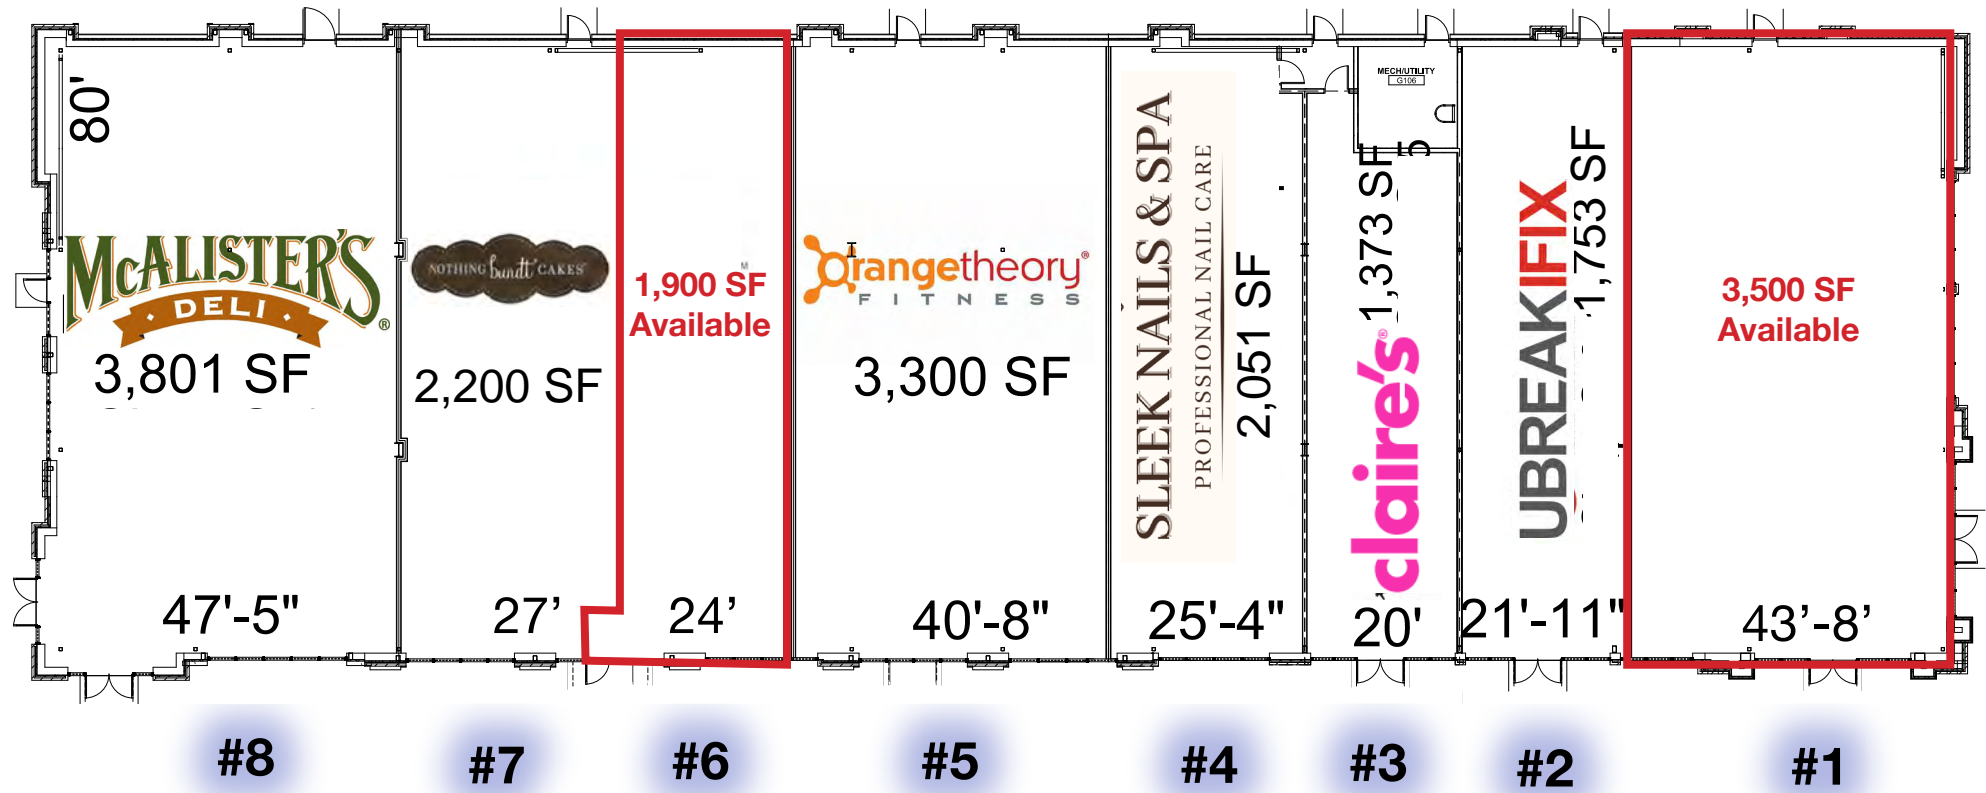 80'
McALISTER'S
DELI
®
3,801 SF
47'-5"
NOTHING bundt CAKES
2,200 SF
27’
1,900 SF
Available
24’
orangetheory®
FITNESS
3,300 SF
40'-8"
SLEEK NAILS & SPA
PROFESSIONAL NAIL CARE
2,051 SF
25'-4"
MECH/UTILITY
G106
1,373 SF
claire's®
20'
UBREAKIFIX
1,753 SF
21'-11"
3,500 SF
Available
43’-8’
#8
#7
#6
#5
#4
#3
#2
#1